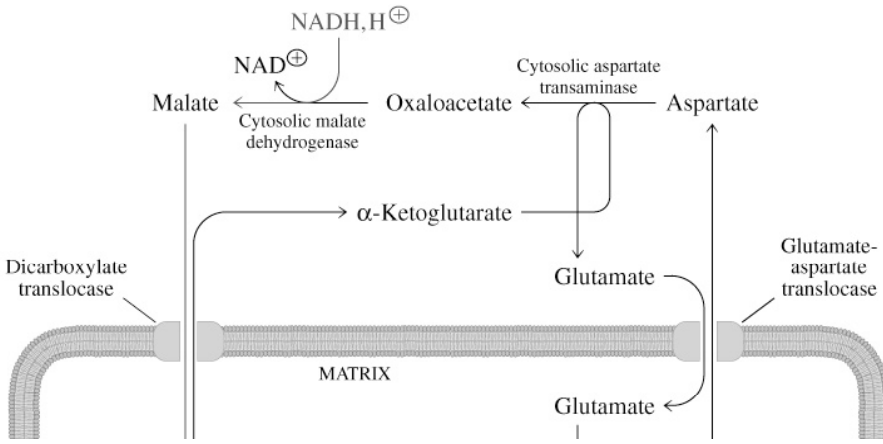 NADH,H⊕
NAD⊕
Cytosolic aspartate
transaminase
Malate
Oxaloacetate
Aspartate
Cytosolic malate
dehydrogenase
α-Ketoglutarate
Dicarboxylate
translocase
Glutamate
Glutamate-
aspartate
translocase
MATRIX
Glutamate